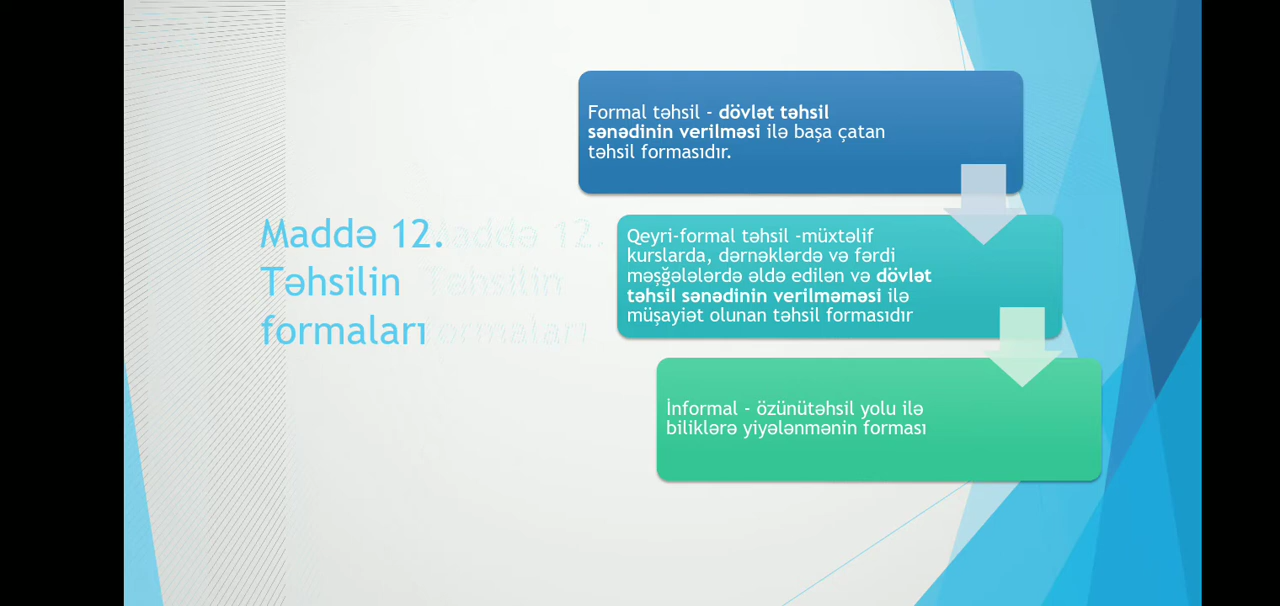 Maddə 12.
Təhsilin
formaları
Formal təhsil - dövlət təhsil
sənədinin verilməsi ilə başa çatan
təhsil formasıdır.
Qeyri-formal təhsil -müxtəlif
kurslarda, dərnəklərdə və fərdi
məşğələlərdə əldə edilən və dövlət
təhsil sənədinin verilməməsi ilə
müşayiət olunan təhsil formasıdır
İnformal - özünütəhsil yolu ilə
biliklərə yiyələnmənin forması